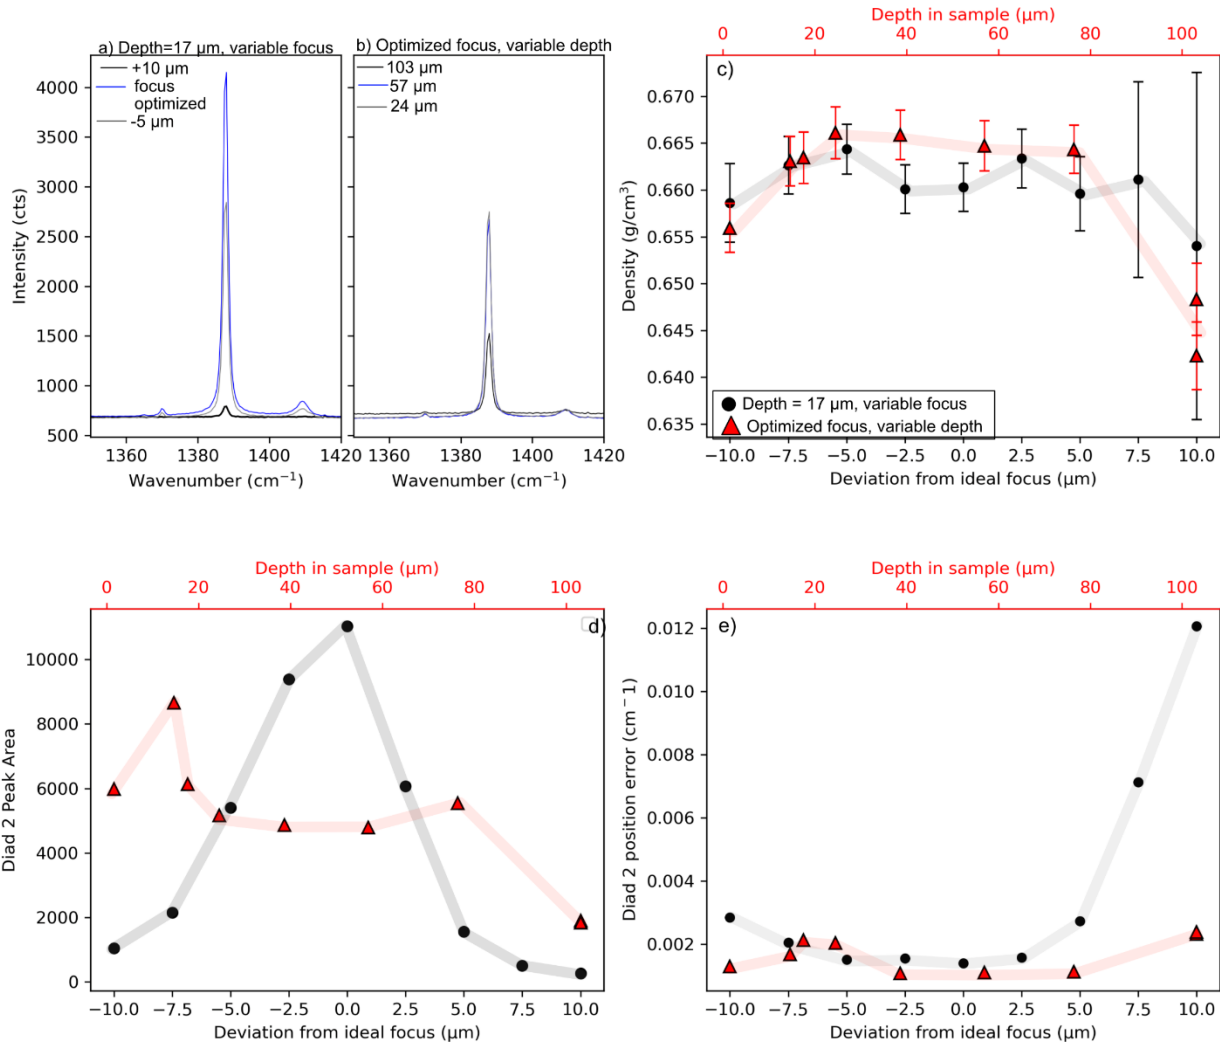 a) Depth=17 µm, variable focus
+10 µm
focus
optimized
-5 µm
4000
3500
3000
2500
2000
1500
1000
500
Intensity (cts)
1360
1380
1400
1420
Wavenumber (cm⁻¹)
b) Optimized focus, variable depth
103 µm
57 µm
24 µm
1360
1380
1400
1420
Wavenumber (cm⁻¹)
Depth in sample (µm)
0 20 40 60 80 100
c)
0.670
0.665
0.660
0.655
0.650
0.645
0.640
0.635
Density (g/cm³)
Depth = 17 µm, variable focus
Optimized focus, variable depth
−10.0 −7.5 −5.0 −2.5 0.0 2.5 5.0 7.5 10.0
Deviation from ideal focus (µm)
Depth in sample (µm)
0 20 40 60 80 100
d)
10000
8000
6000
4000
2000
0
Diad 2 Peak Area
−10.0 −7.5 −5.0 −2.5 0.0 2.5 5.0 7.5 10.0
Deviation from ideal focus (µm)
Depth in sample (µm)
0 20 40 60 80 100
e)
0.012
0.010
0.008
0.006
0.004
0.002
Diad 2 position error (cm−1)
−10.0 −7.5 −5.0 −2.5 0.0 2.5 5.0 7.5 10.0
Deviation from ideal focus (µm)